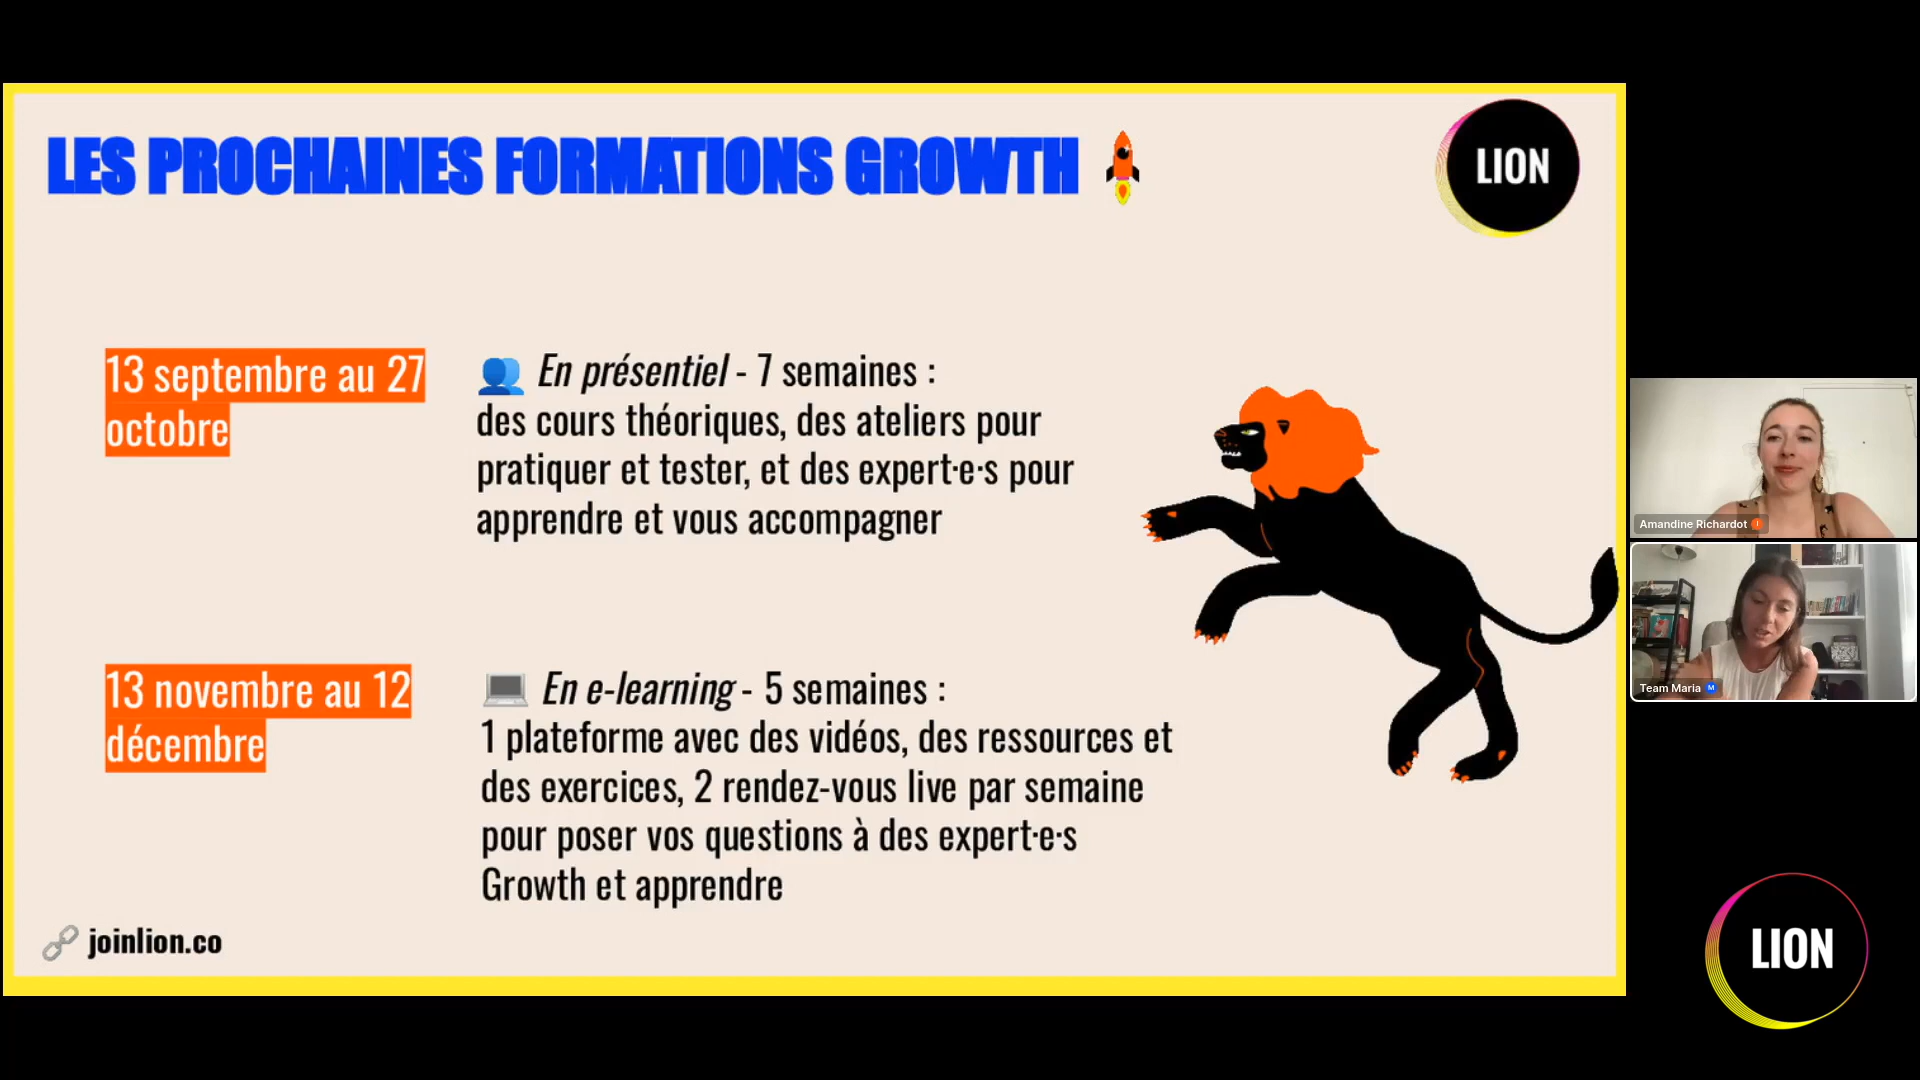 LES PROCHAINES FORMATIONS GROWTH
LION
13 septembre au 27
octobre
En présentiel - 7 semaines :
des cours théoriques, des ateliers pour
pratiquer et tester, et des expert·e·s pour
apprendre et vous accompagner
13 novembre au 12
décembre
En e-learning - 5 semaines :
1 plateforme avec des vidéos, des ressources et
des exercices, 2 rendez-vous live par semaine
pour poser vos questions à des expert·e·s
Growth et apprendre
joinlion.co
Amandine Richardot
Team Maria M
LION